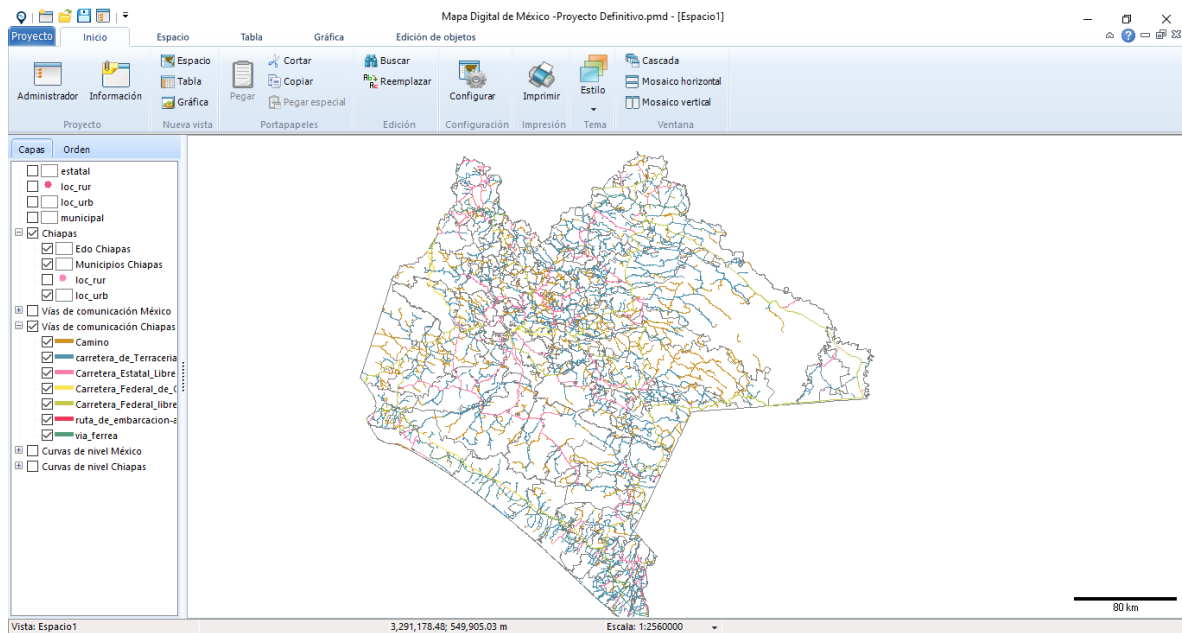 Mapa Digital de México -Proyecto Definitivo.pmd - [Espacio1]
Proyecto Inicio Espacio Tabla Gráfica Edición de objetos
Administrador Información
Proyecto
Espacio
Tabla
Gráfica
Nueva vista
Pegar
Cortar
Copiar
Pegar especial
Portapapeles
Buscar
Reemplazar
Edición
Configurar
Configuración
Imprimir
Impresión
Estilo
Tema
Cascada
Mosaico horizontal
Mosaico vertical
Ventana
Capas Orden
estatal
loc_rur
loc_urb
municipal
Chiapas
Edo Chiapas
Municipios Chiapas
loc_rur
loc_urb
Vías de comunicación México
Vías de comunicación Chiapas
Camino
carretera_de_Terraceria
Carretera_Estatal_Libre
Carretera_Federal_de_C
Carretera_Federal_libre
ruta_de_embarcacion-a
via_ferrea
Curvas de nivel México
Curvas de nivel Chiapas
80 km
Vista: Espacio1 3,291,178.48; 549,905.03 m Escala: 1:2560000